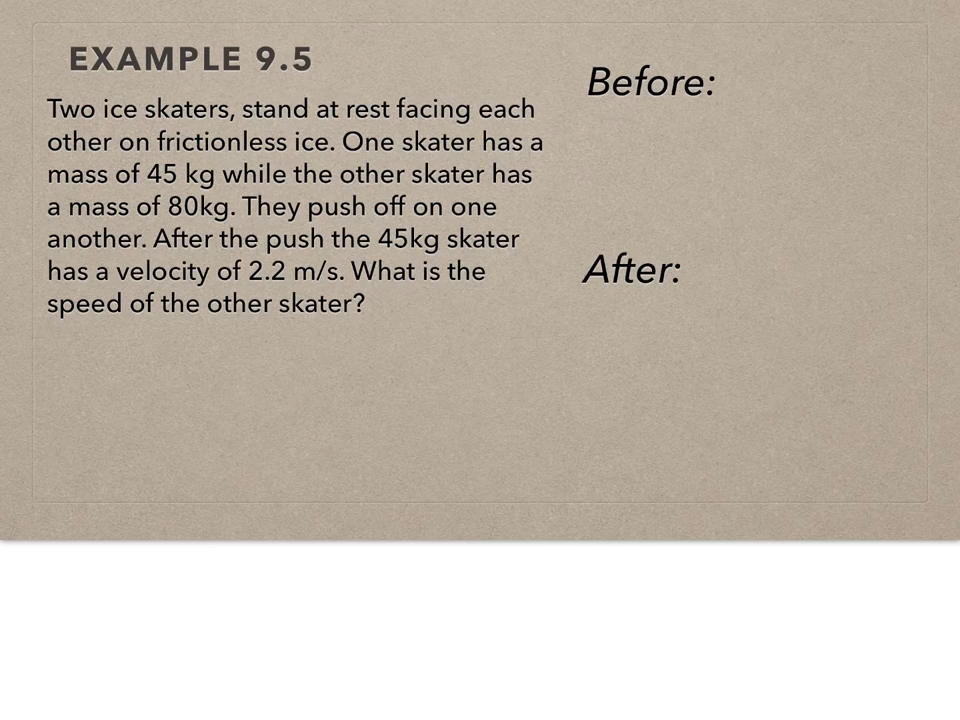 EXAMPLE 9.5
Two ice skaters, stand at rest facing each
other on frictionless ice. One skater has a
mass of 45 kg while the other skater has
a mass of 80kg. They push off on one
another. After the push the 45kg skater
has a velocity of 2.2 m/s. What is the
speed of the other skater?
Before:
After: